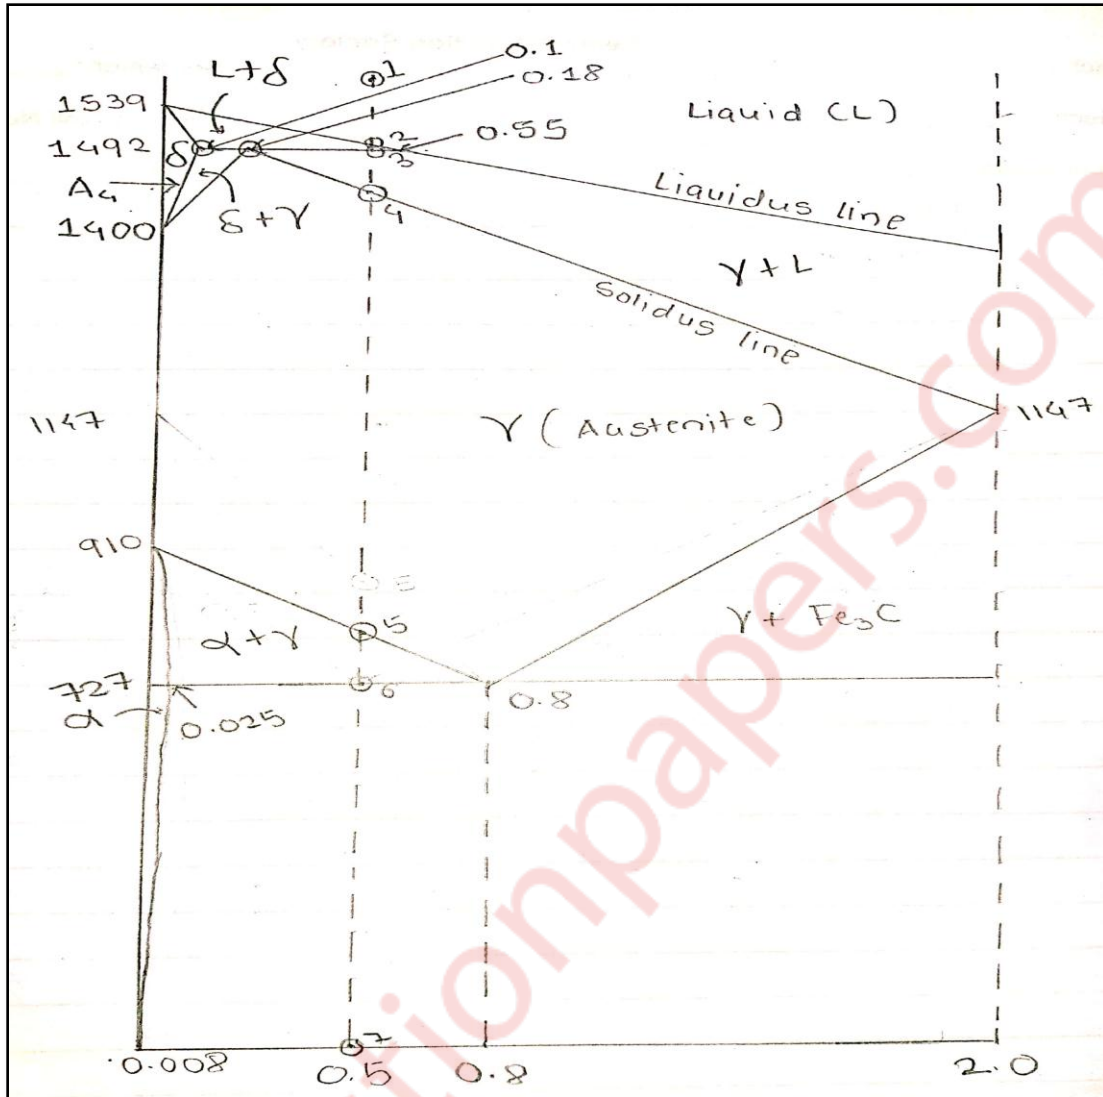 L+δ
1
0.1
0.18
1539
Liquid (L)
1492
δ
2
3
0.55
A4
δ+γ
4
Liquidus line
1400
γ+L
Solidus line
1147
γ (Austenite)
1147
910
α+γ
5
γ+ Fe3C
727
6
0.8
α
0.025
7
0.008
0.5
0.8
2.0
tionpapers.com